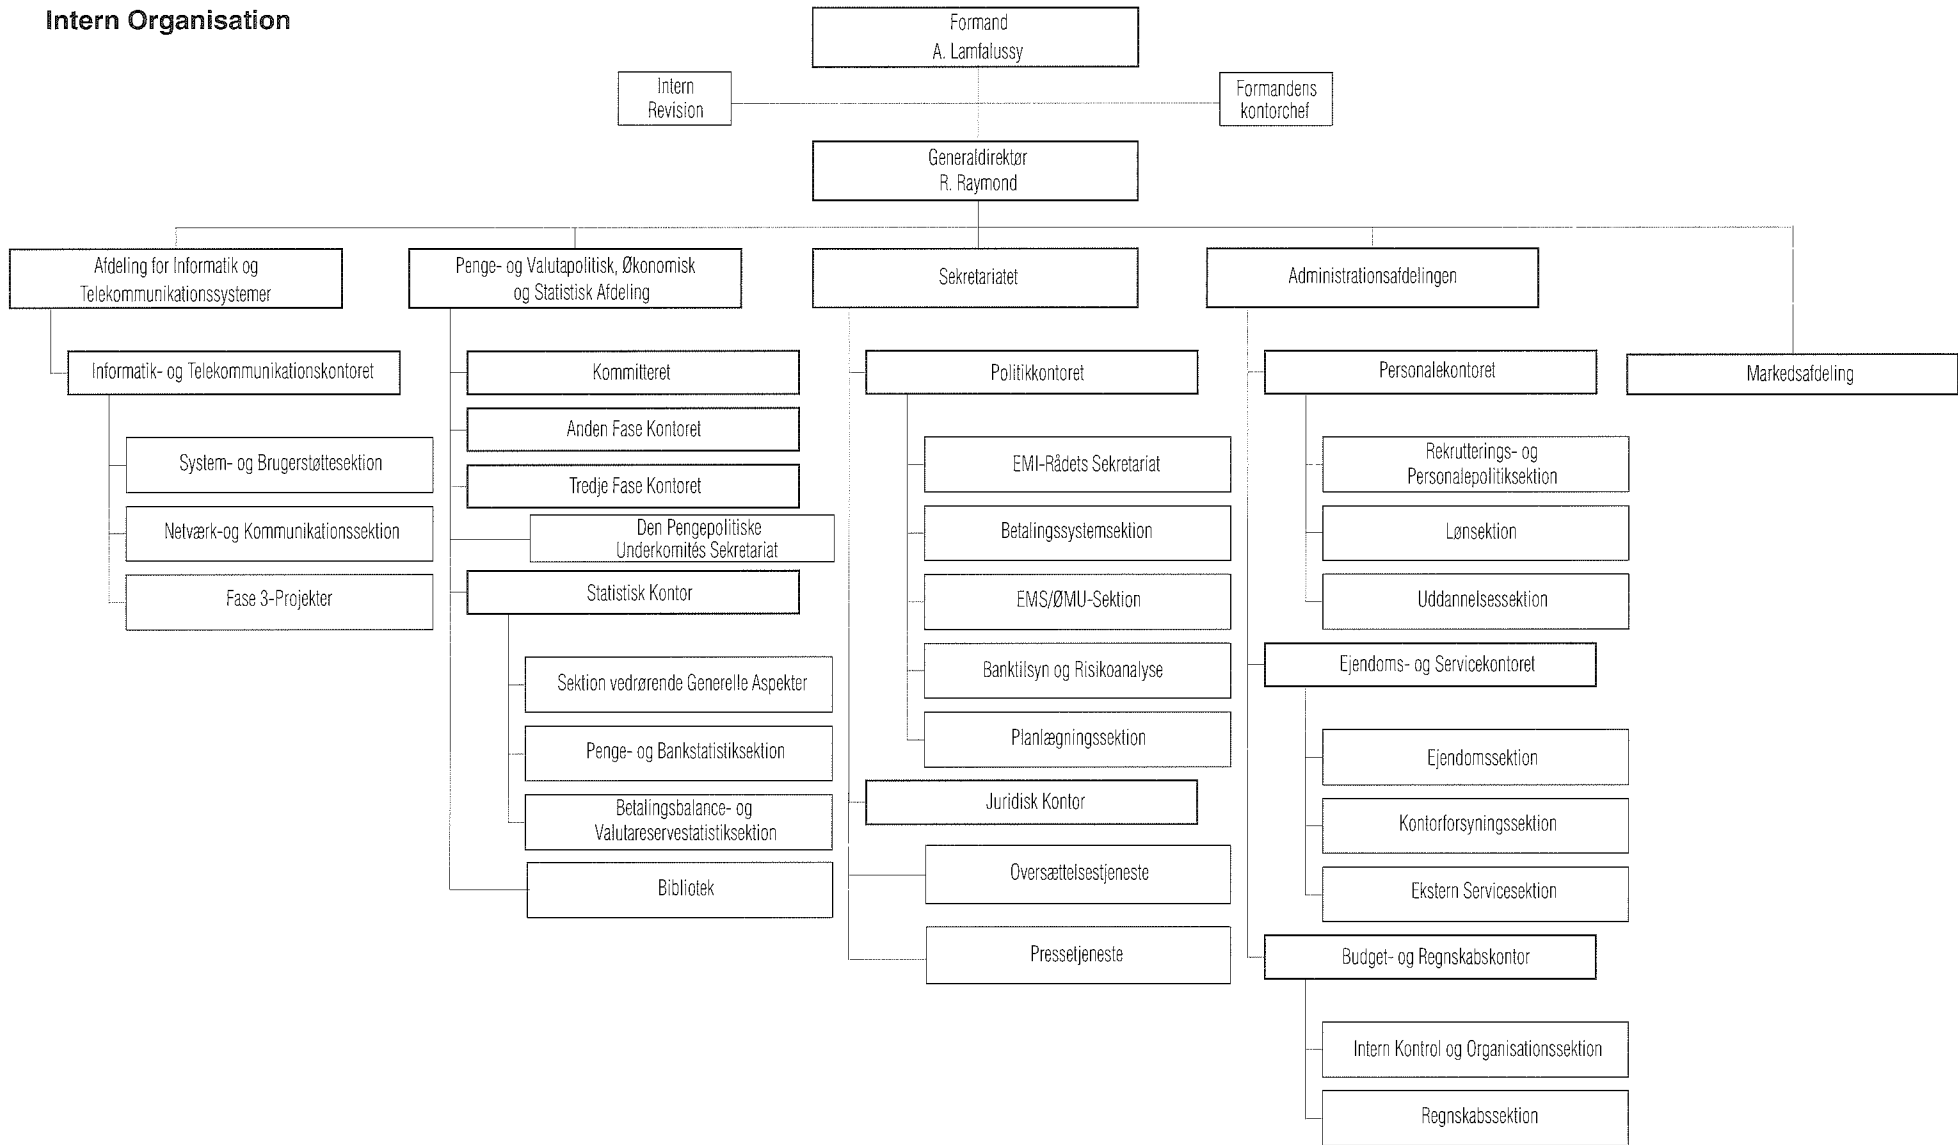 Intern Organisation
Formand
A. Lamfalussy
Intern
Revision
Formandens
kontorchef
Generaldirektør
R. Raymond
Afdeling for Informatik og
Telekommunikationssystemer
Informatik- og Telekommunikationskontoret
System- og Brugerstøttesektion
Netværk-og Kommunikationssektion
Fase 3-Projekter
Penge- og Valutapolitisk, Økonomisk
og Statistisk Afdeling
Kommitteret
Anden Fase Kontoret
Tredje Fase Kontoret
Den Pengepolitiske
Underkomités Sekretariat
Statistisk Kontor
Sektion vedrørende Generelle Aspekter
Penge- og Bankstatistiksektion
Betalingsbalance- og
Valutareservestatistiksektion
Bibliotek
Sekretariatet
Politikkontoret
EMI-Rådets Sekretariat
Betalingssystemsektion
EMS/ØMU-Sektion
Banktilsyn og Risikoanalyse
Planlægningssektion
Juridisk Kontor
Oversættelsestjeneste
Pressetjeneste
Administrationsafdelingen
Personalekontoret
Rekrutterings- og
Personalepolitiksektion
Lønsektion
Uddannelsessektion
Ejendoms- og Servicekontoret
Ejendomssektion
Kontorforsyningssektion
Ekstern Servicesektion
Budget- og Regnskabskontor
Intern Kontrol og Organisationssektion
Regnskabssektion
Markedsafdeling